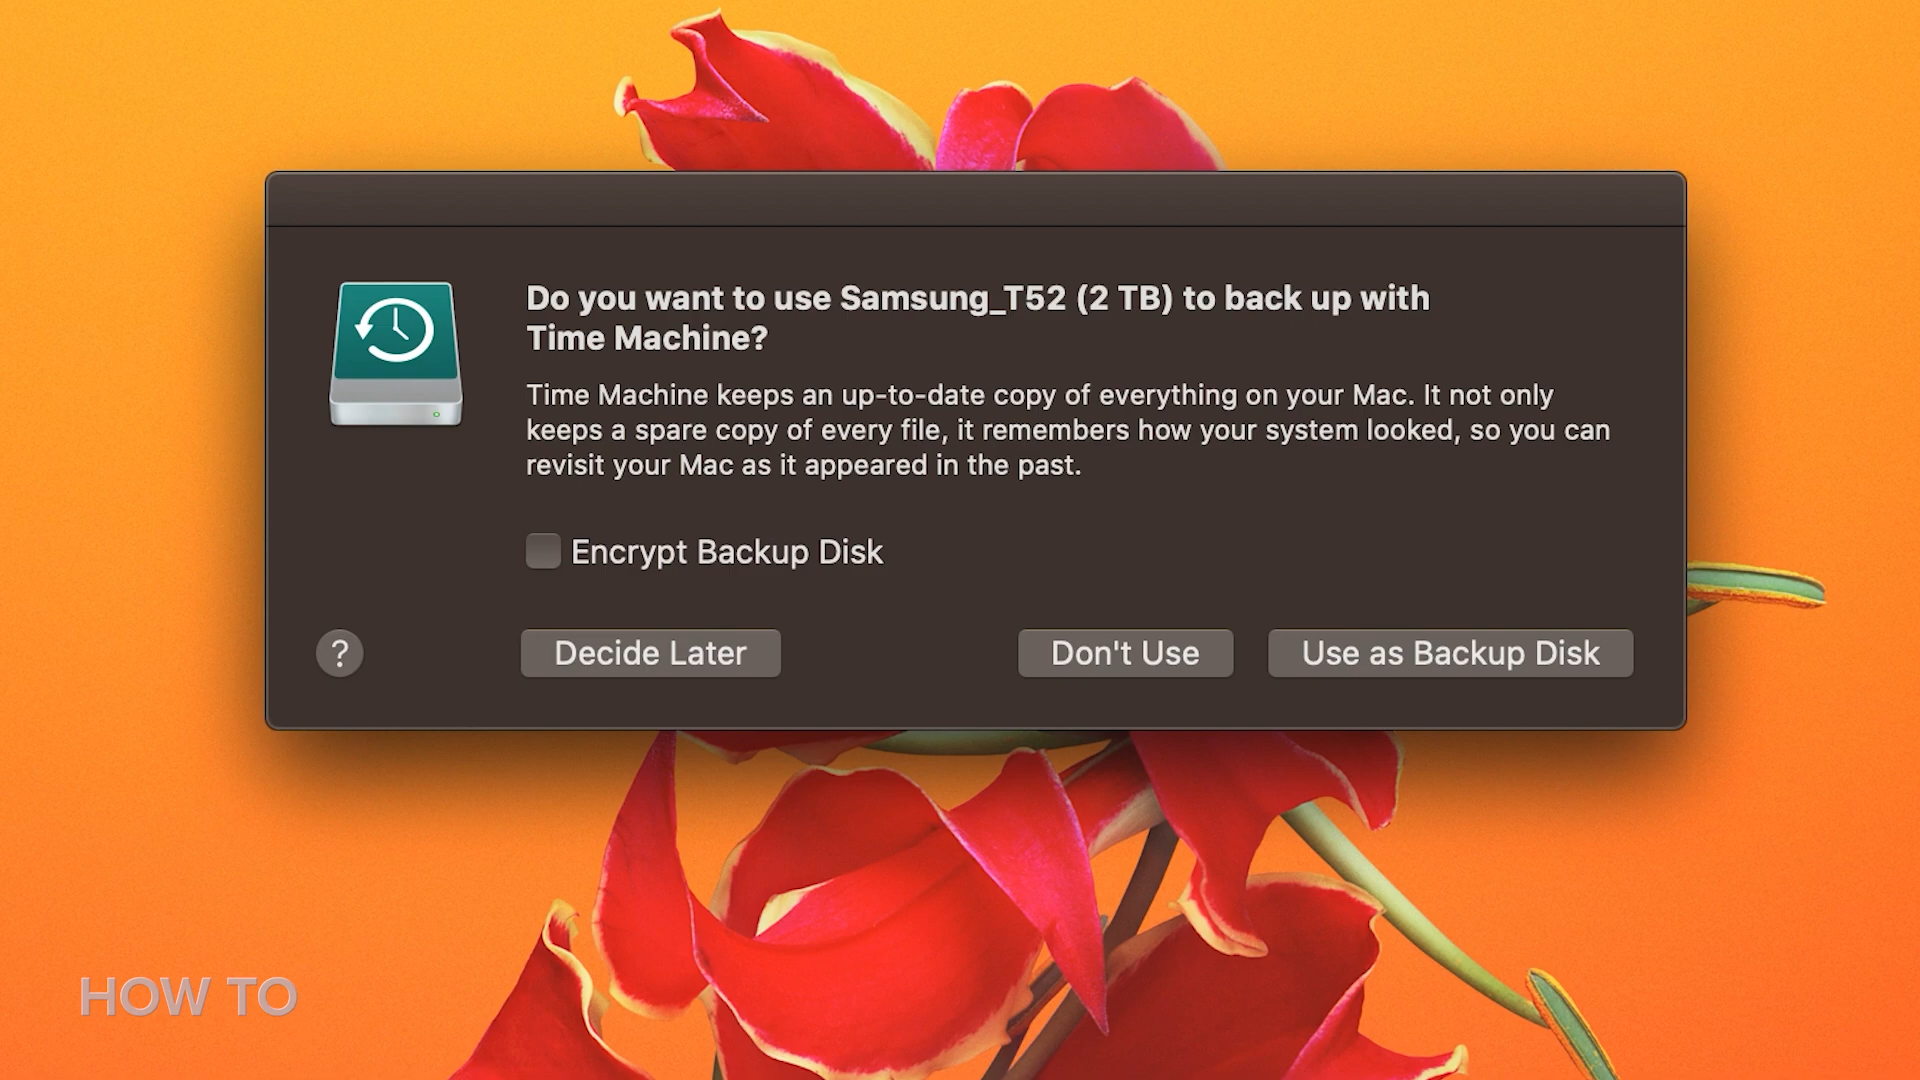 Do you want to use Samsung_T52 (2 TB) to back up with
Time Machine?
Time Machine keeps an up-to-date copy of everything on your Mac. It not only
keeps a spare copy of every file, it remembers how your system looked, so you can
revisit your Mac as it appeared in the past.
Encrypt Backup Disk
?
Decide Later
Don't Use
Use as Backup Disk
HOW TO